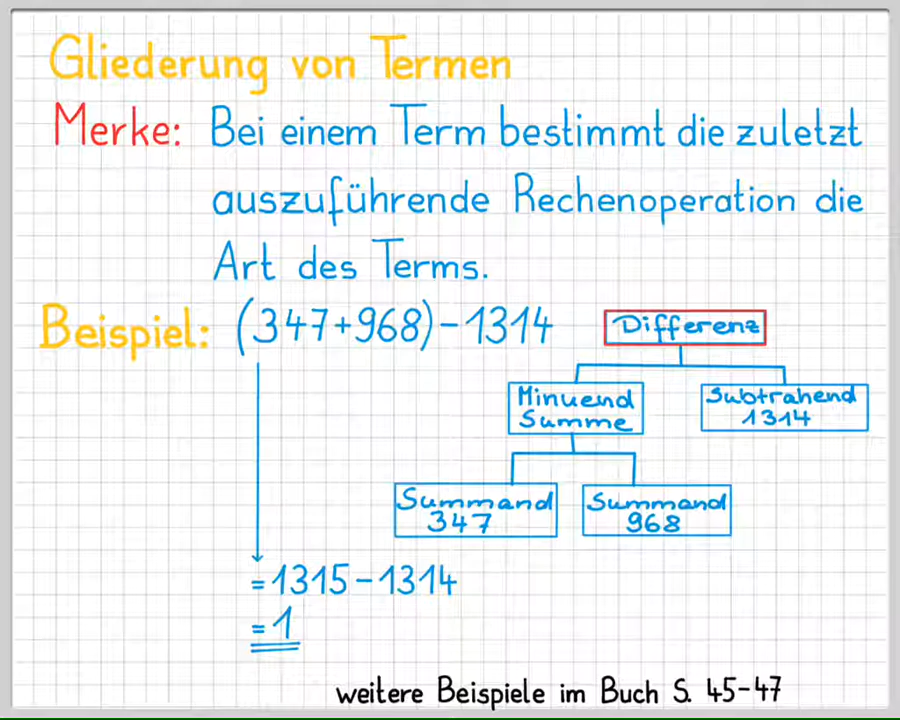 Gliederung von Termen
Merke: Bei einem Term bestimmt die zuletzt
auszuführende Rechenoperation die
Art des Terms.
Beispiel: (347+968)-1314
Differenz
Minuend
Summe
Subtrahend
1314
Summand
347
Summand
968
=1315-1314
=1
weitere Beispiele im Buch S. 45-47